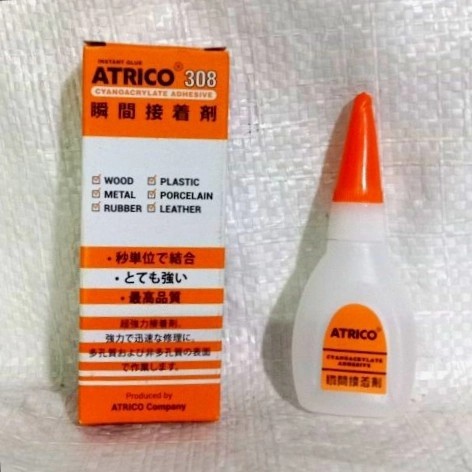 INSTANT GLUE
ATRICO® 308
CYANOACRYLATE ADHESIVE
瞬間接着剤
WOOD PLASTIC
METAL PORCELAIN
RUBBER LEATHER
・秒単位で結合
・とても強い
・最高品質
超強力接着剤。
強力で迅速な修理に。
多孔質および非多孔質の表面
で作業します。
Produced by
ATRICO Company
ATRICO®
CYANOACRYLATE
ADHESIVE
瞬間接着剤